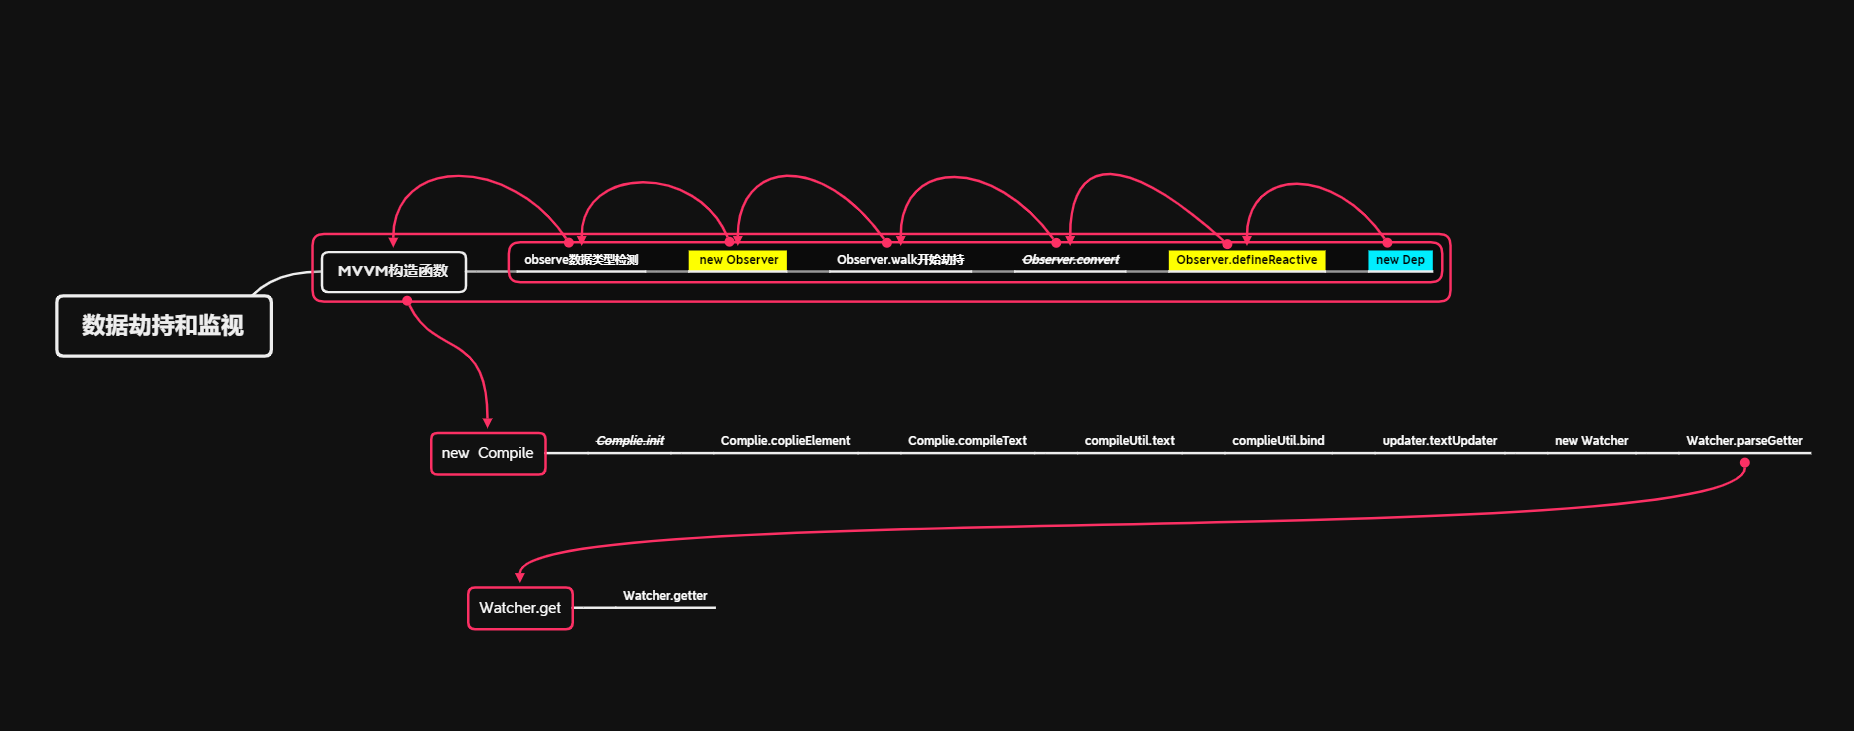 数据劫持和监视
MVVM构造函数
observe数据类型检测
new Observer
Observer.walk开始劫持
Observer.convert
Observer.defineReactive
new Dep
new Compile
Complie.init
Complie.coplieElement
Complie.compileText
compileUtil.text
complieUtil.bind
updater.textUpdater
new Watcher
Watcher.parseGetter
Watcher.get
Watcher.getter